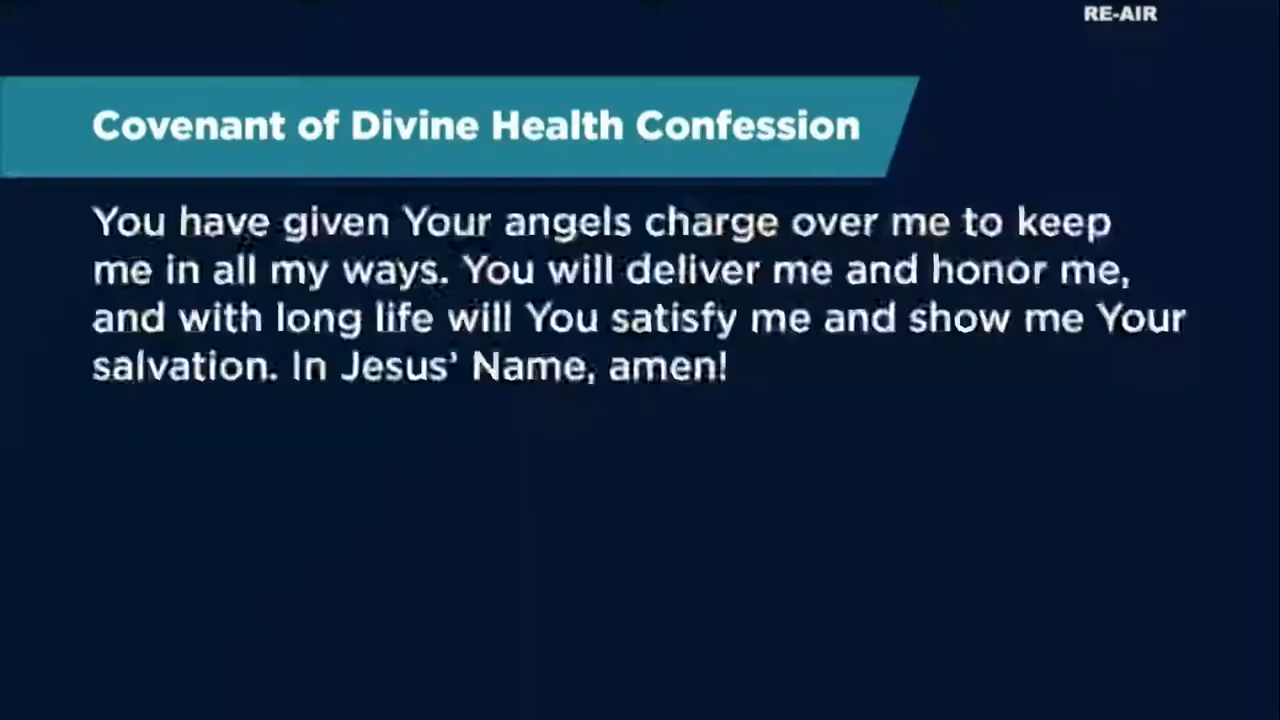 RE-AIR
Covenant of Divine Health Confession
You have given Your angels charge over me to keep
me in all my ways. You will deliver me and honor me,
and with long life will You satisfy me and show me Your
salvation. In Jesus’ Name, amen!